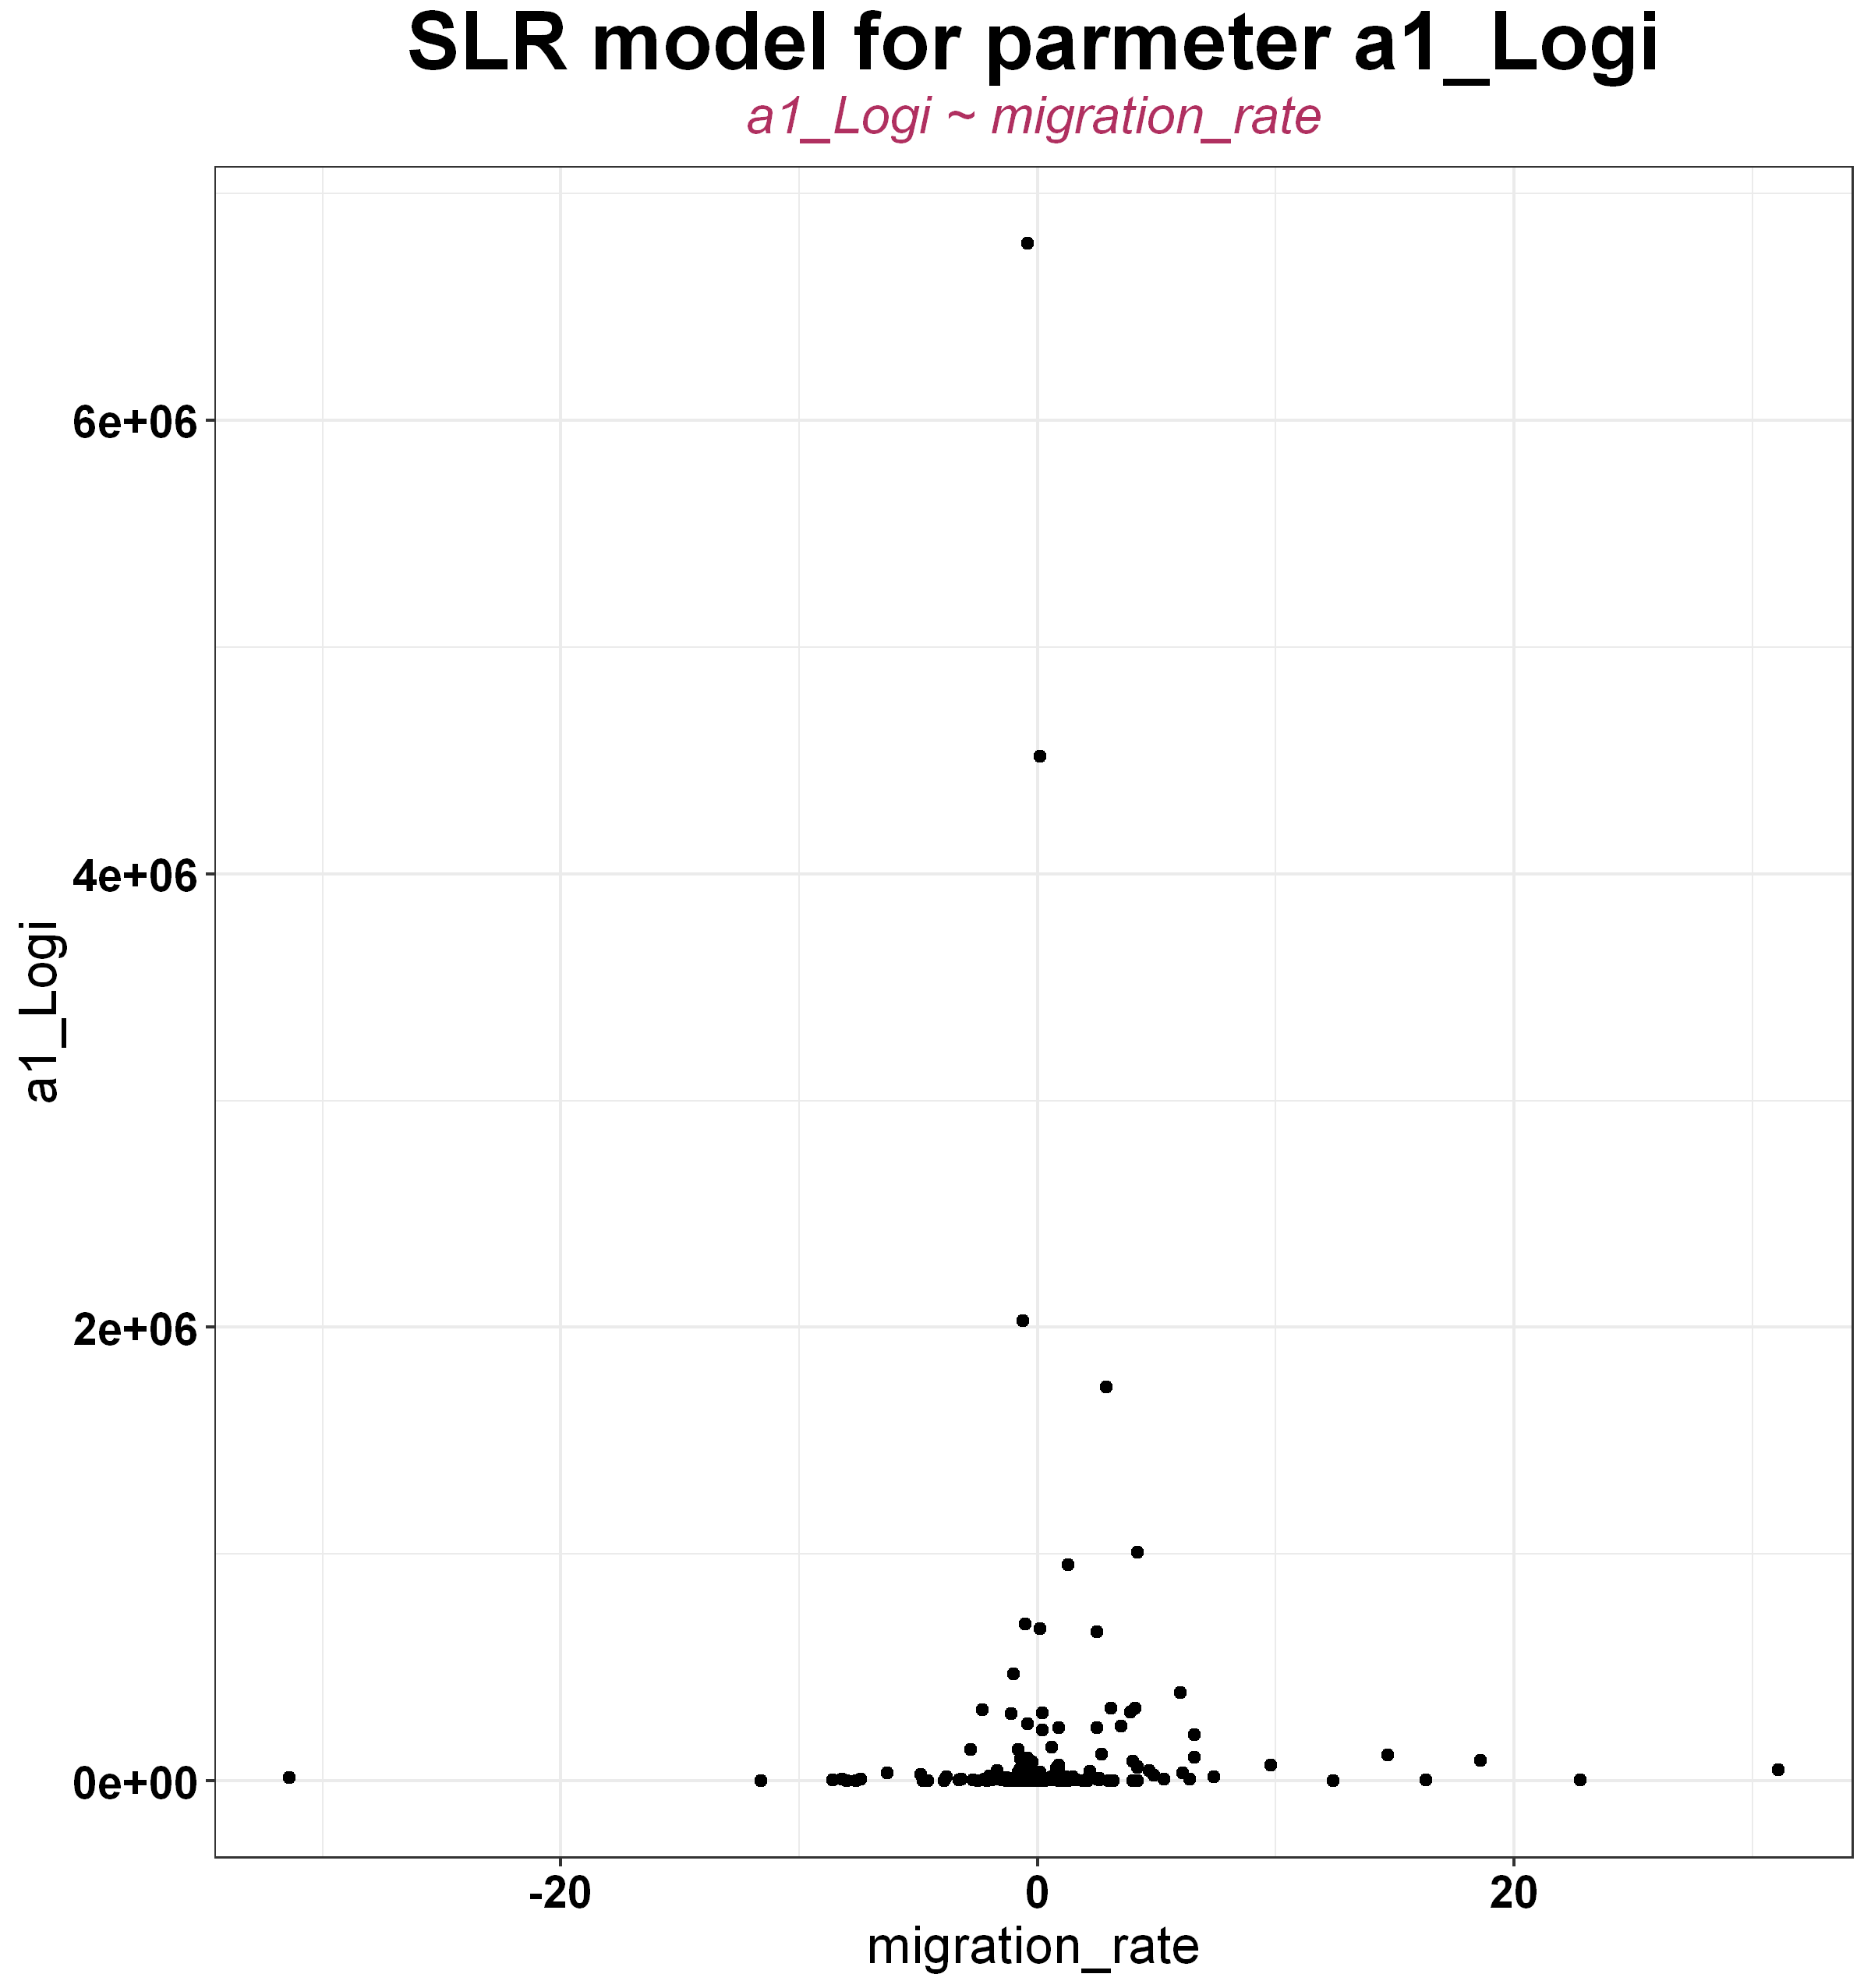 SLR model for parmeter a1_Logi
a1_Logi ~ migration_rate
6e+06
4e+06
2e+06
0e+00
a1_Logi
-20 0 20
migration_rate